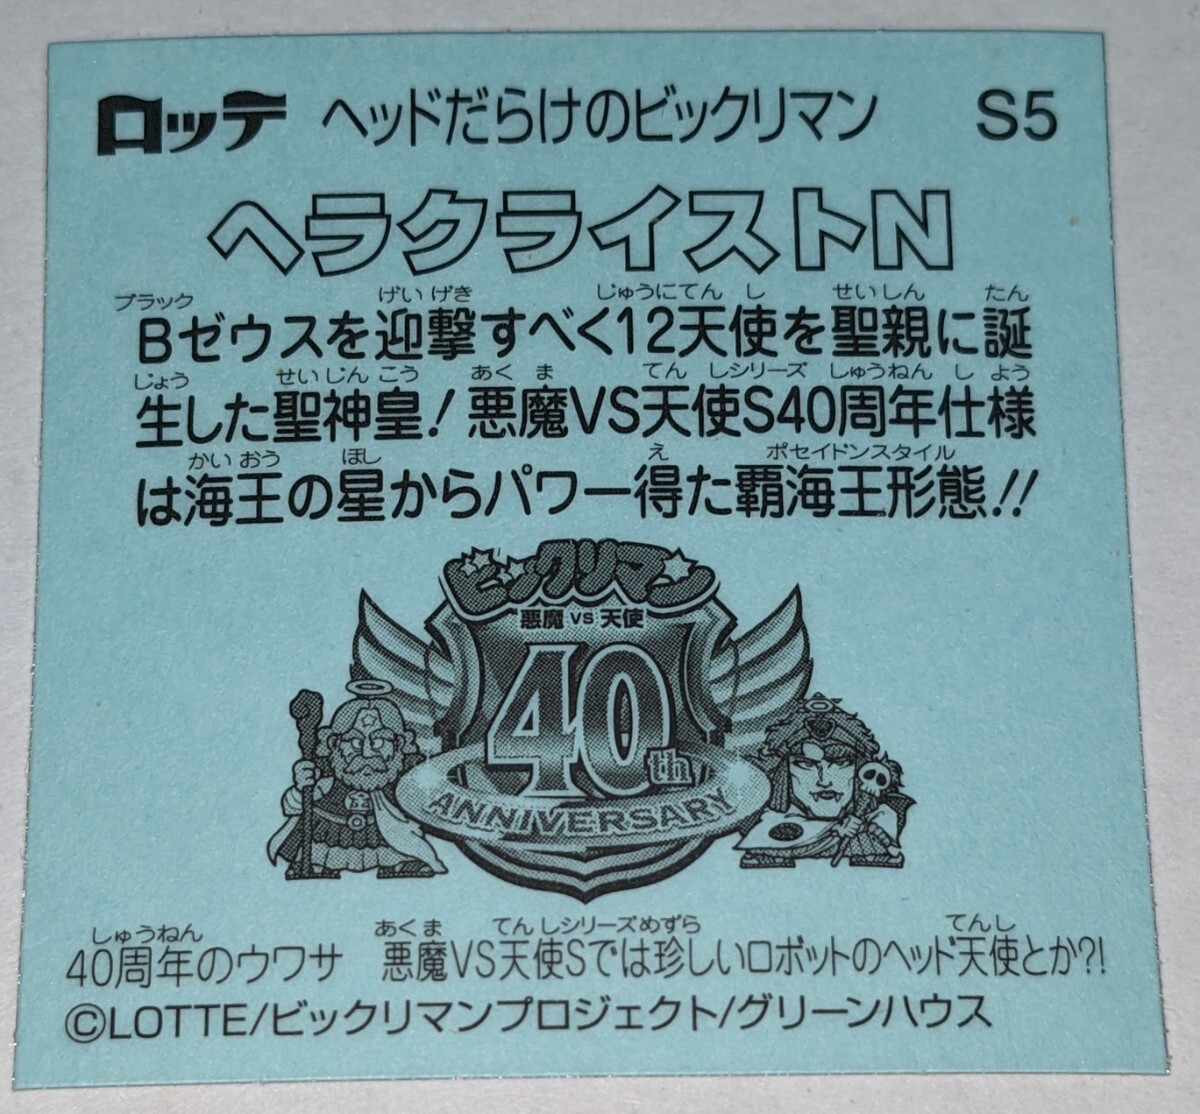 ロッテ ヘッドだらけのビックリマン S5
ヘラクライストN
ブラック げいげき じゅうにてんし せいしん たん
Bゼウスを迎撃すべく12天使を聖親に誕
じょう せいじんこう あくま てんしシリーズ しゅうねんしよう
生した聖神皇!悪魔VS天使S40周年仕様
かいおう ほし え ポセイドンスタイル
は海王の星からパワー得た覇海王形態!!
ビックリマン
悪魔 VS 天使
40th
ANNIVERSARY
しゅうねん あくま てんしシリーズめずら てんし
40周年のウワサ 悪魔VS天使Sでは珍しいロボットのヘッド天使とか?!
©LOTTE/ビックリマンプロジェクト/グリーンハウス